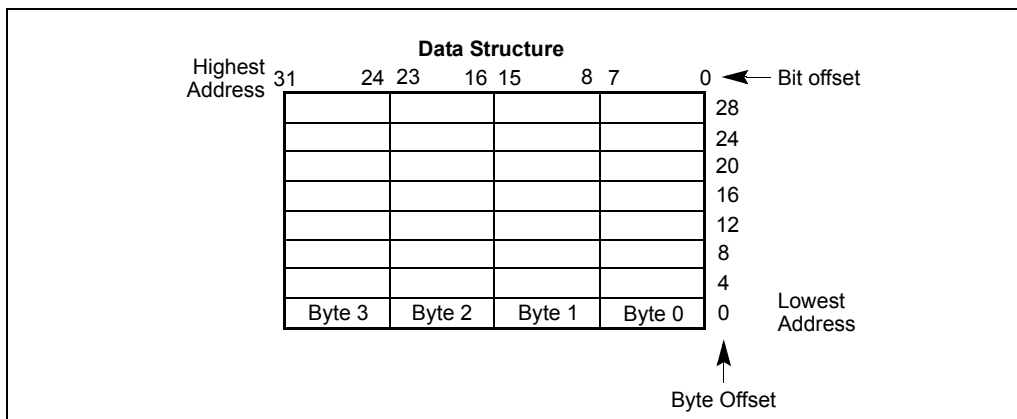 Data Structure
Highest
Address
31 24 23 16 15 8 7 0
Bit offset
28
24
20
16
12
8
4
Byte 3 Byte 2 Byte 1 Byte 0 0
Lowest
Address
Byte Offset